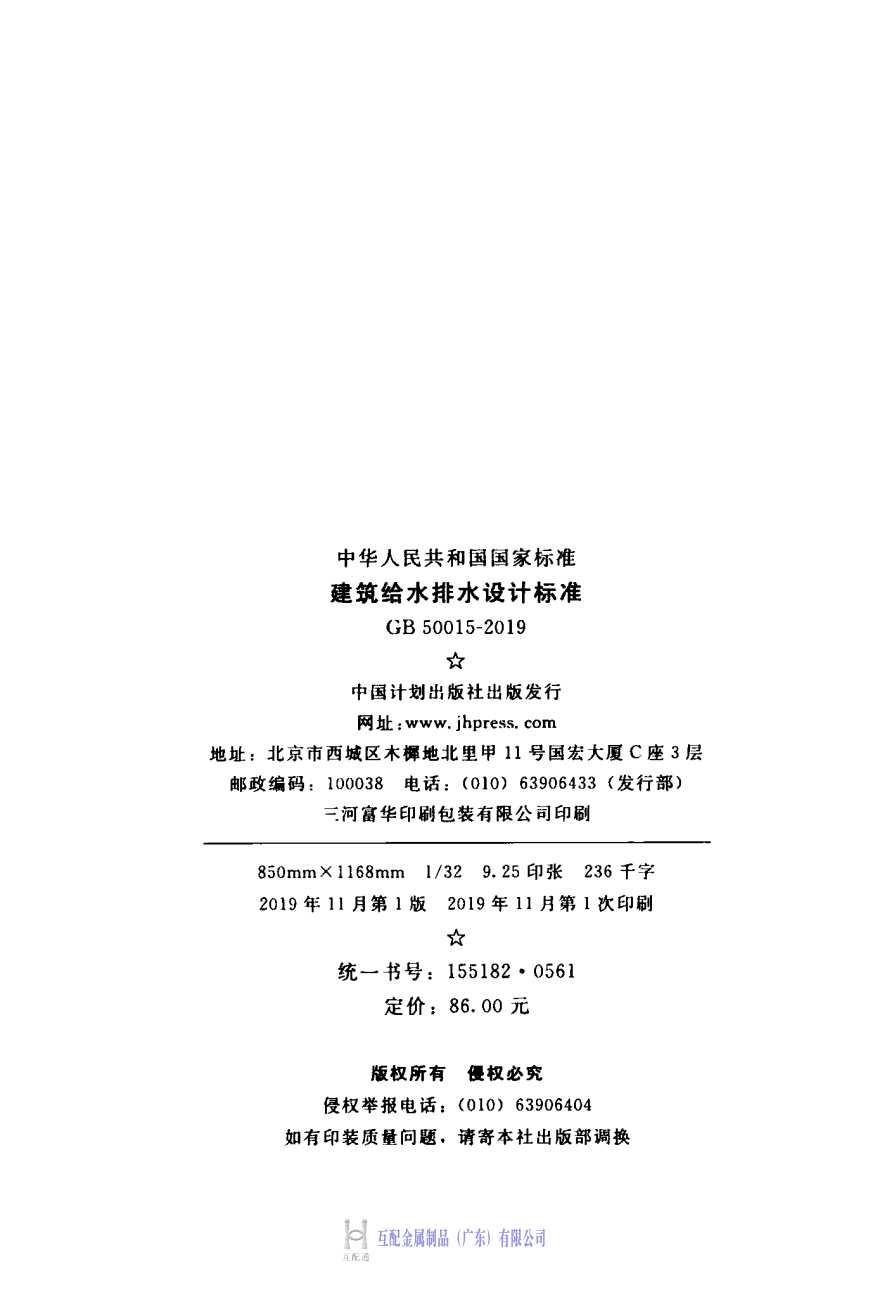 中华人民共和国国家标准
建筑给水排水设计标准
GB 50015-2019
☆
中国计划出版社出版发行
网址:www.jhpress.com
地址：北京市西城区木樨地北里甲 11 号国宏大厦 C 座 3 层
邮政编码：100038　电话：(010) 63906433（发行部）
三河富华印刷包装有限公司印刷
850mm×1168mm　1/32　9.25 印张　236 千字
2019 年 11 月第 1 版　2019 年 11 月第 1 次印刷
☆
统一书号：155182·0561
定价：86.00 元
版权所有　侵权必究
侵权举报电话：(010) 63906404
如有印装质量问题，请寄本社出版部调换
互配金属制品（广东）有限公司
互配通